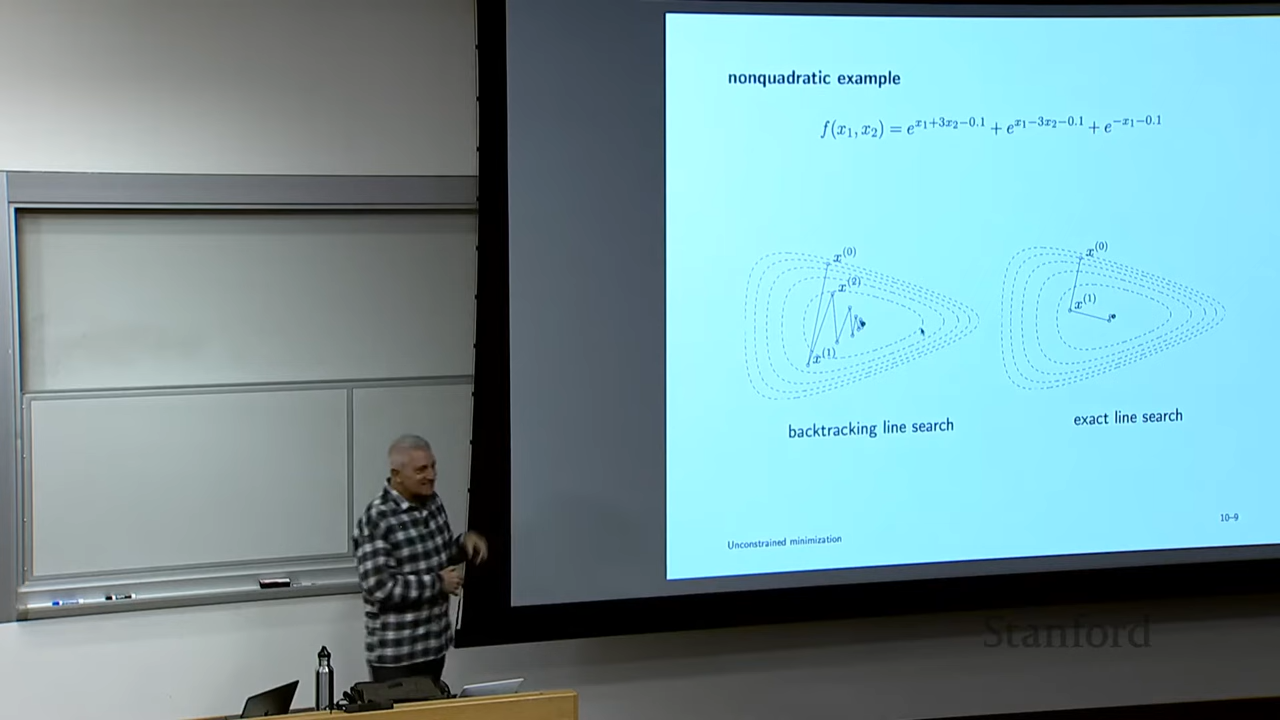 nonquadratic example
f(x₁, x₂) = e^{x₁+3x₂−0.1} + e^{x₁−3x₂−0.1} + e^{−x₁−0.1}
x⁽⁰⁾
x⁽²⁾
x⁽¹⁾
x⁽⁰⁾
x⁽¹⁾
backtracking line search
exact line search
10–9
Unconstrained minimization
Stanford